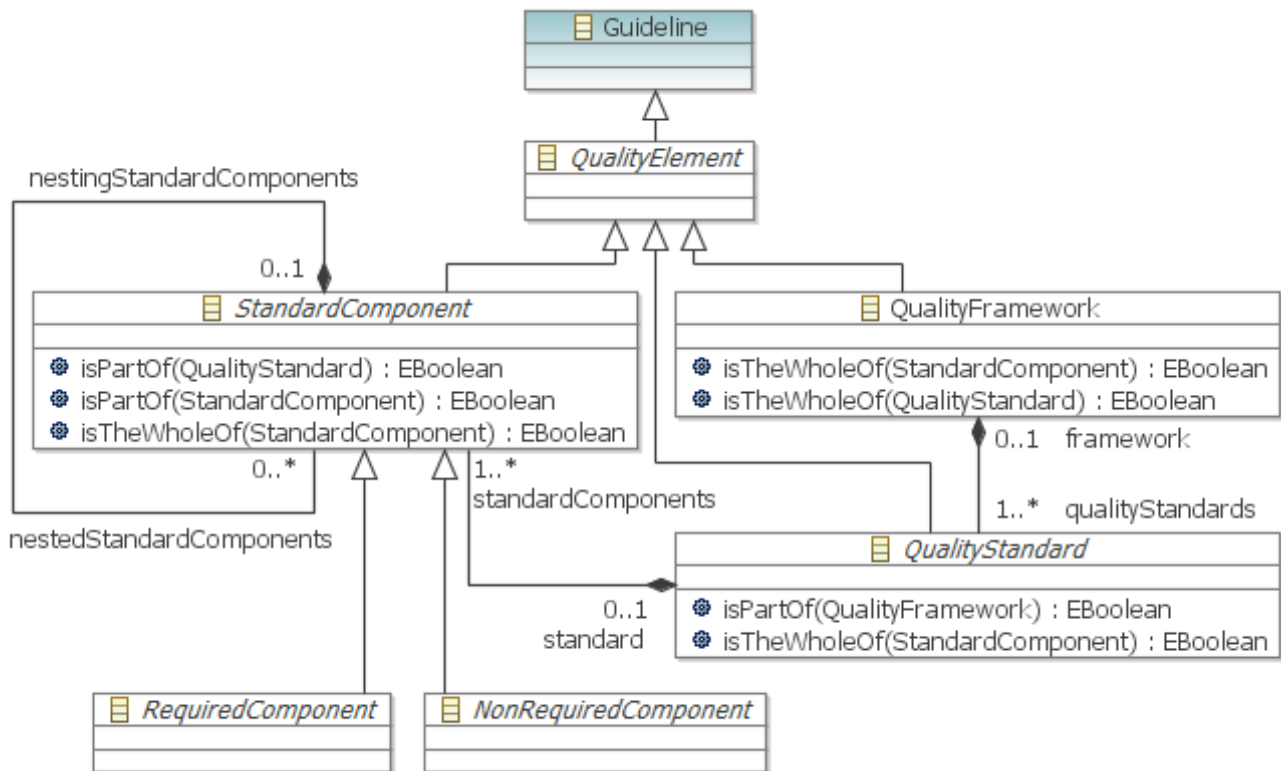 Guideline
QualityElement
nestingStandardComponents
0..1
StandardComponent
isPartOf(QualityStandard) : EBoolean
isPartOf(StandardComponent) : EBoolean
isTheWholeOf(StandardComponent) : EBoolean
QualityFramework
isTheWholeOf(StandardComponent) : EBoolean
isTheWholeOf(QualityStandard) : EBoolean
0..1 framework
0..*
1..*
standardComponents
nestedStandardComponents
1..* qualityStandards
QualityStandard
isPartOf(QualityFramework) : EBoolean
isTheWholeOf(StandardComponent) : EBoolean
0..1
standard
RequiredComponent
NonRequiredComponent